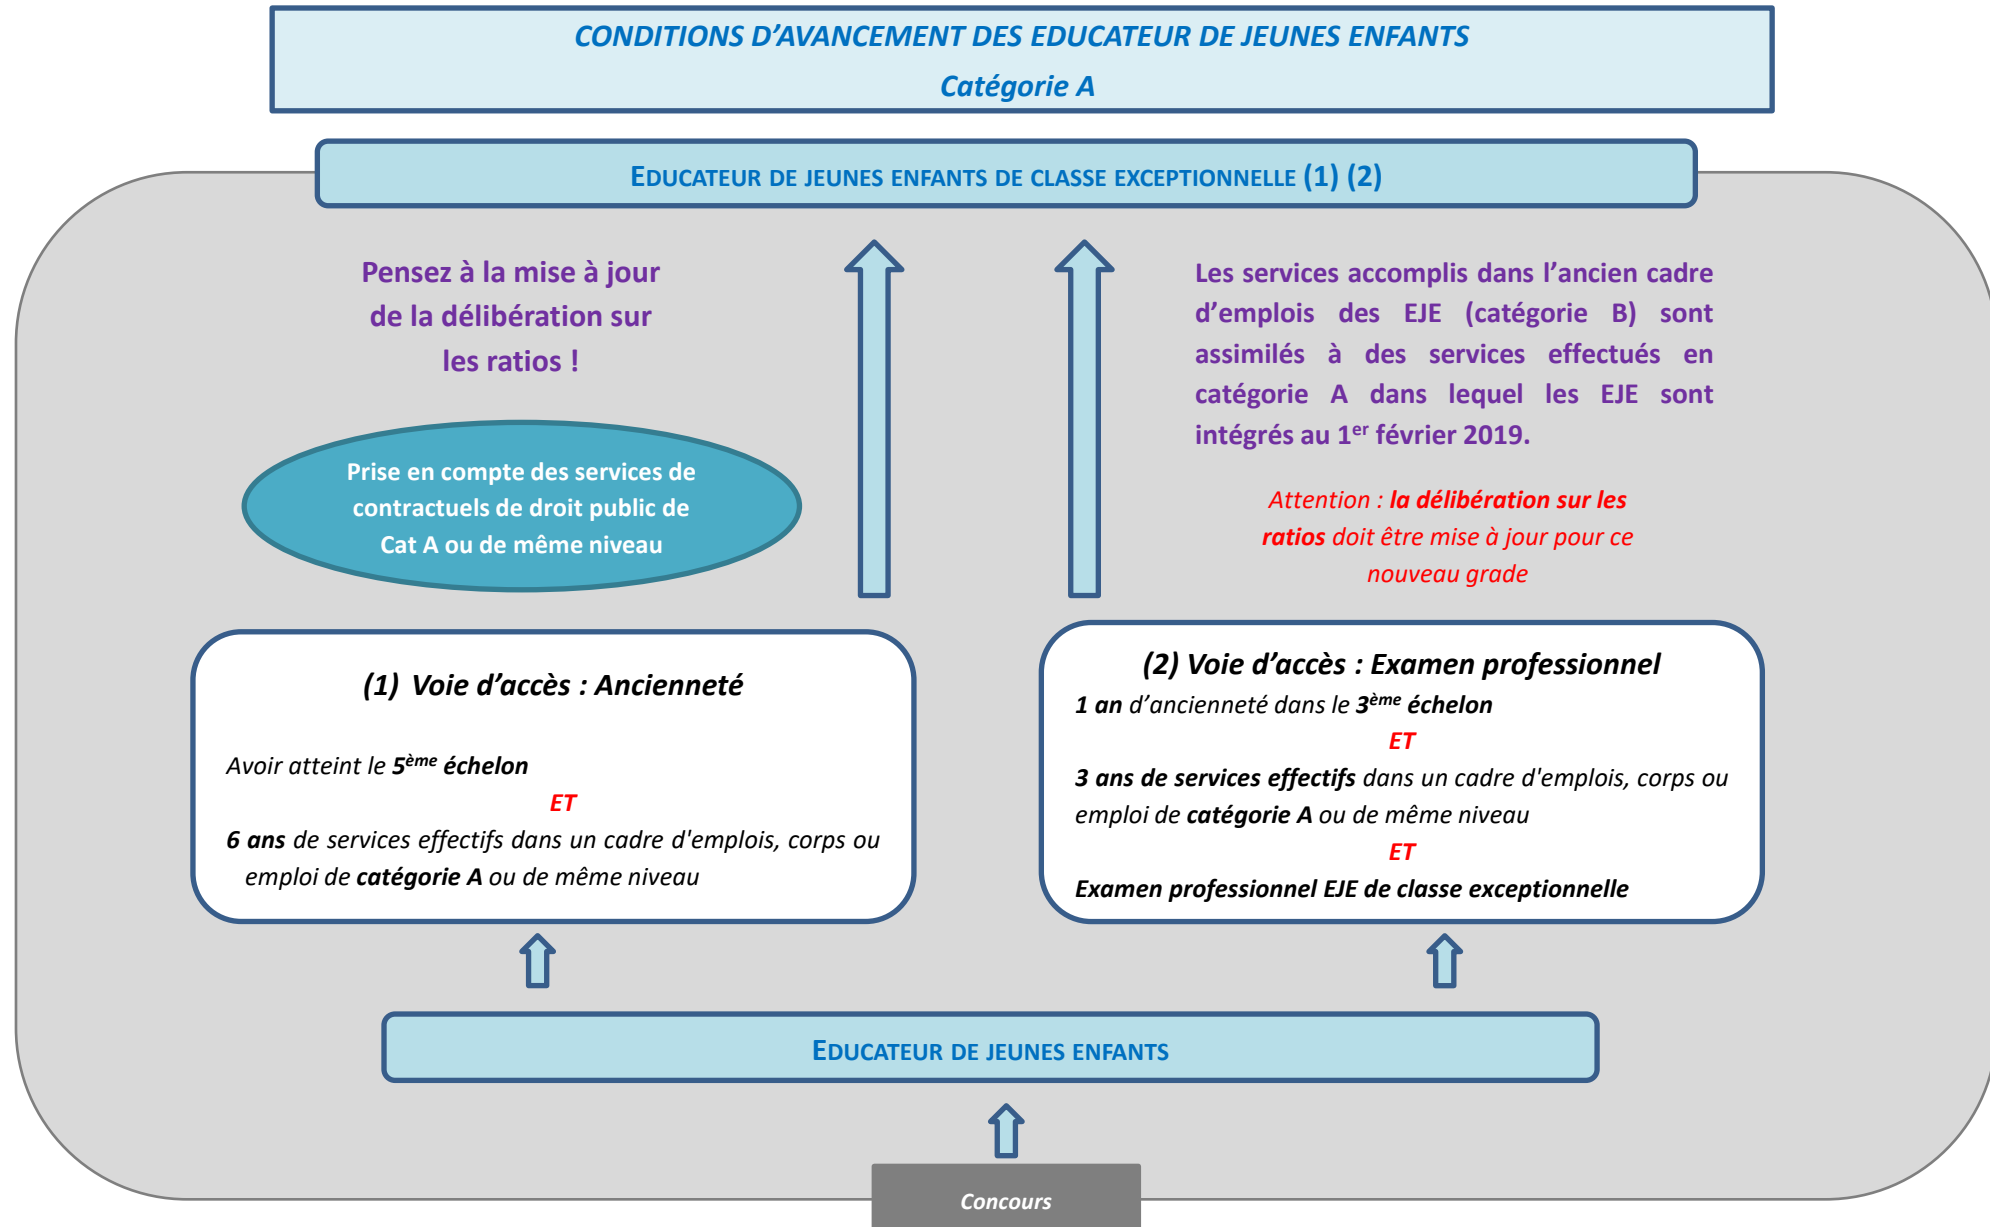 CONDITIONS D'AVANCEMENT DES EDUCATEUR DE JEUNES ENFANTS
Catégorie A
EDUCATEUR DE JEUNES ENFANTS DE CLASSE EXCEPTIONNELLE (1) (2)
Pensez à la mise à jour
de la délibération sur
les ratios !
Prise en compte des services de
contractuels de droit public de
Cat A ou de même niveau
Les services accomplis dans l'ancien cadre
d'emplois des EJE (catégorie B) sont
assimilés à des services effectués en
catégorie A dans lequel les EJE sont
intégrés au 1er février 2019.
Attention : la délibération sur les
ratios doit être mise à jour pour ce
nouveau grade
(1) Voie d'accès : Ancienneté
Avoir atteint le 5ème échelon
ET
6 ans de services effectifs dans un cadre d'emplois, corps ou
emploi de catégorie A ou de même niveau
(2) Voie d'accès : Examen professionnel
1 an d'ancienneté dans le 3ème échelon
ET
3 ans de services effectifs dans un cadre d'emplois, corps ou
emploi de catégorie A ou de même niveau
ET
Examen professionnel EJE de classe exceptionnelle
EDUCATEUR DE JEUNES ENFANTS
Concours